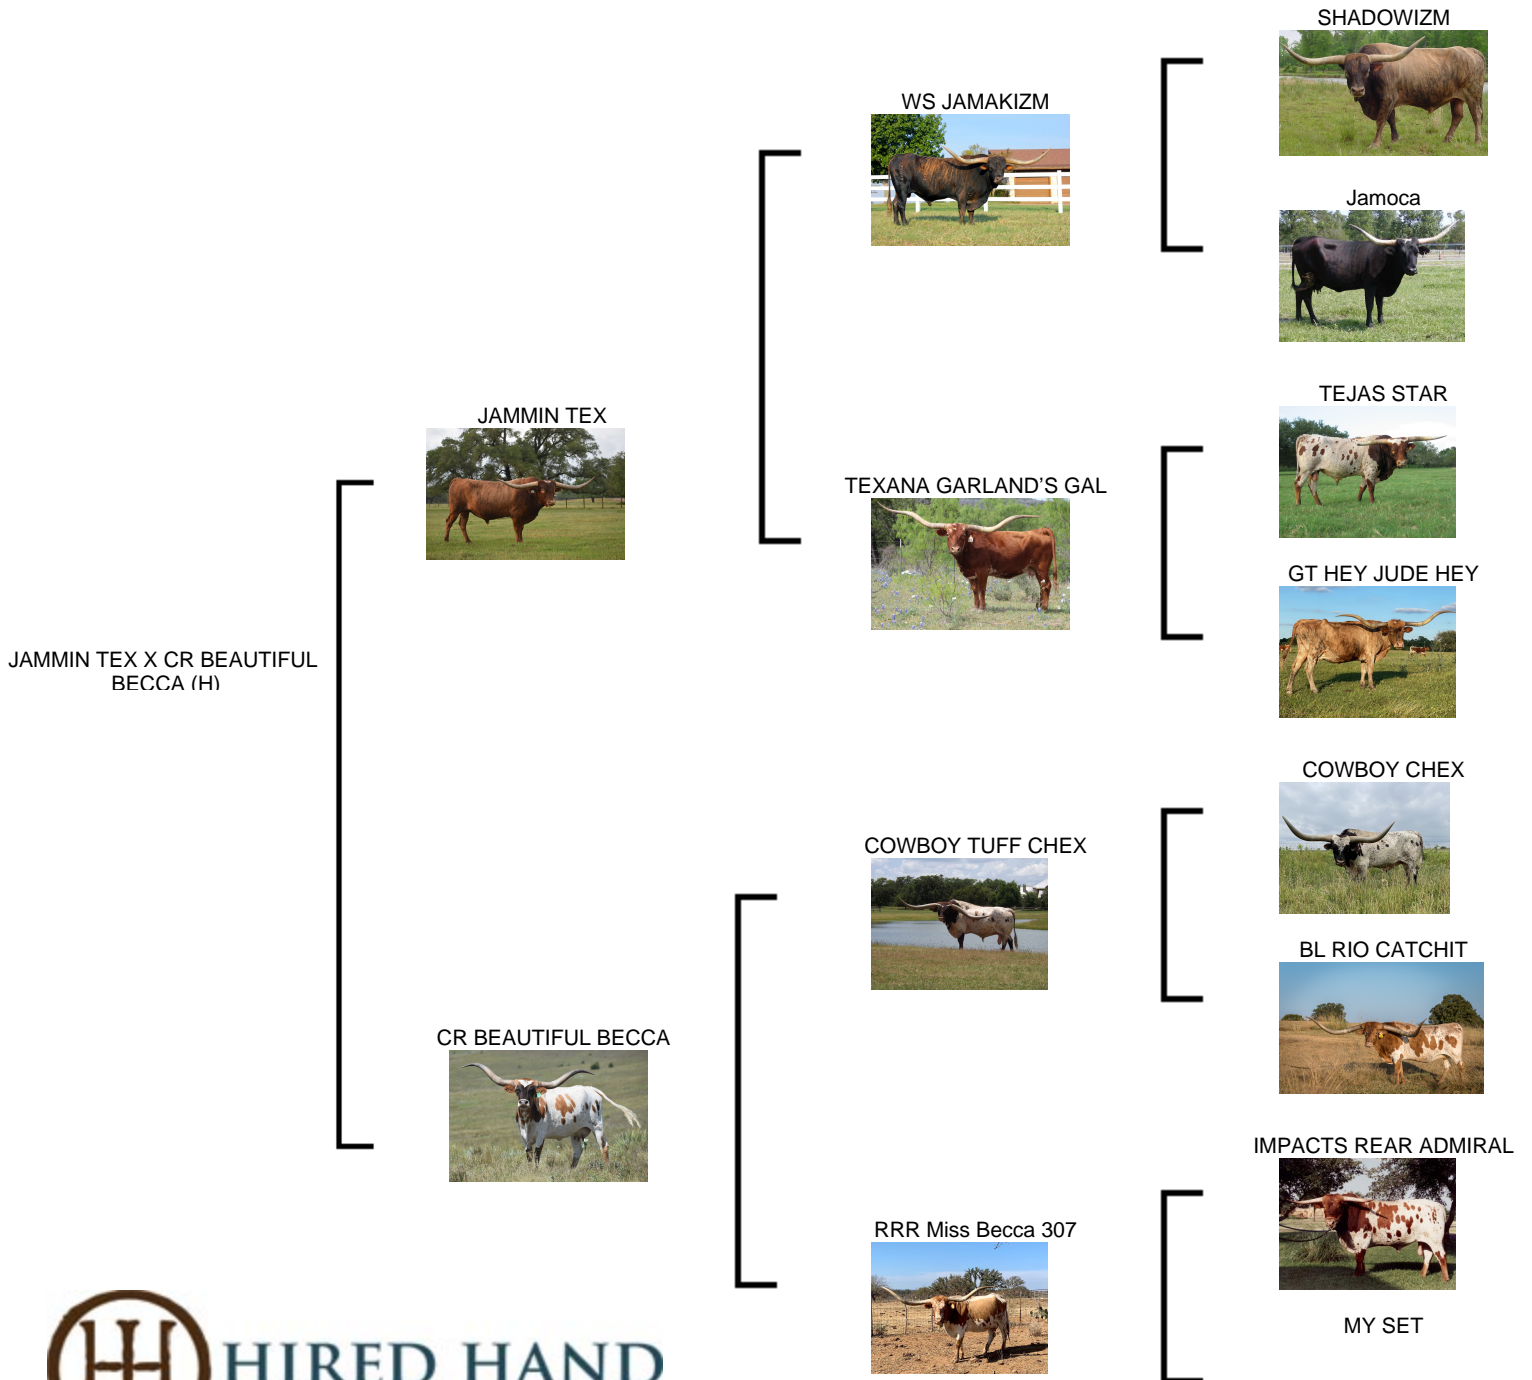 SHADOWIZM
WS JAMAKIZM
Jamoca
TEJAS STAR
JAMMIN TEX
TEXANA GARLAND'S GAL
GT HEY JUDE HEY
JAMMIN TEX X CR BEAUTIFUL
BECCA (H)
COWBOY CHEX
COWBOY TUFF CHEX
BL RIO CATCHIT
CR BEAUTIFUL BECCA
IMPACTS REAR ADMIRAL
RRR Miss Becca 307
MY SET
HIRED HAND